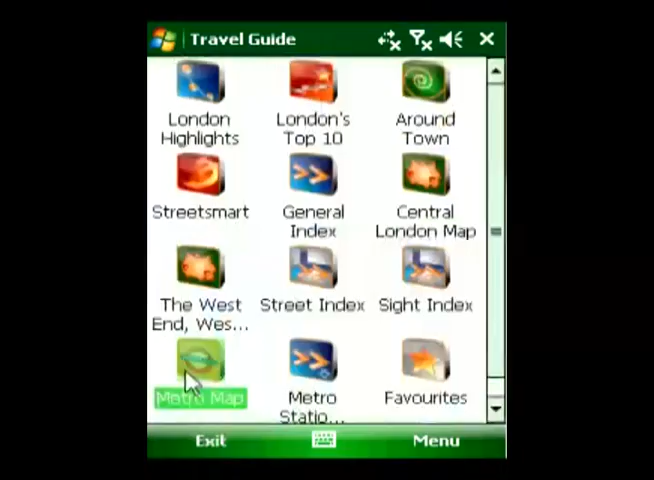 Travel Guide
London Highlights
London's Top 10
Around Town
Streetsmart
General Index
Central London Map
The West End, Wes...
Street Index
Sight Index
Metro Map
Metro Statio...
Favourites
Exit
Menu